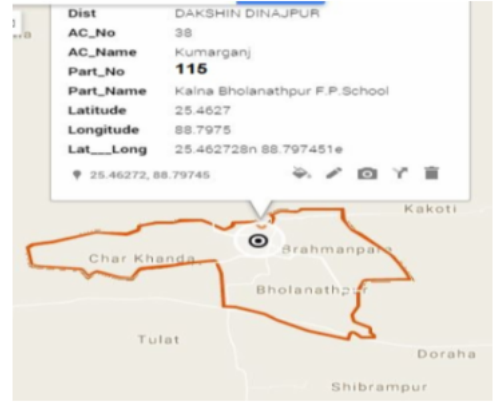 Dist DAKSHIN DINAJPUR
AC_No 38
AC_Name Kumarganj
Part_No 115
Part_Name Kalna Bholanathpur F.P.School
Latitude 25.4627
Longitude 88.7975
Lat___Long 25.462728n 88.797451e
25.46272, 88.79745
Kakoti
Brahmanpara
Char Khanda
Bholanathpur
Tulat
Doraha
Shibrampur